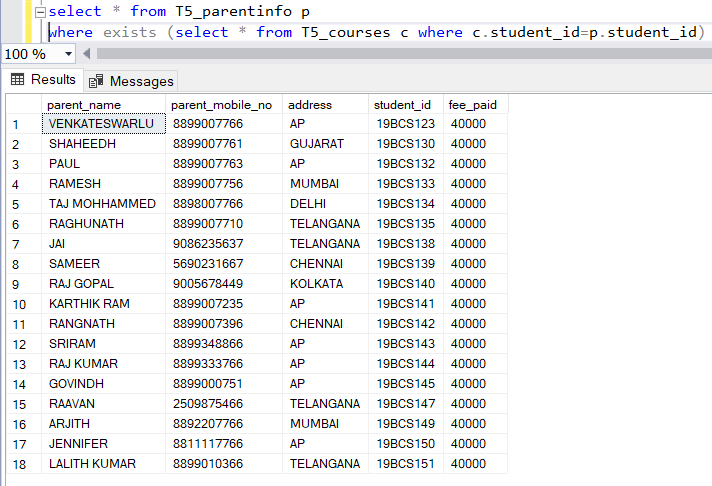 select * from T5_parentinfo p
where exists (select * from T5_courses c where c.student_id=p.student_id)
100 %
Results Messages
parent_name parent_mobile_no address student_id fee_paid
1 VENKATESWARLU 8899007766 AP 19BCS123 40000
2 SHAHEEDH 8899007761 GUJARAT 19BCS130 40000
3 PAUL 8899007763 AP 19BCS132 40000
4 RAMESH 8899007756 MUMBAI 19BCS133 40000
5 TAJ MOHHAMMED 8898007766 DELHI 19BCS134 40000
6 RAGHUNATH 8899007710 TELANGANA 19BCS135 40000
7 JAI 9086235637 TELANGANA 19BCS138 40000
8 SAMEER 5690231667 CHENNAI 19BCS139 40000
9 RAJ GOPAL 9005678449 KOLKATA 19BCS140 40000
10 KARTHIK RAM 8899007235 AP 19BCS141 40000
11 RANGNATH 8899007396 CHENNAI 19BCS142 40000
12 SRIRAM 8899348866 AP 19BCS143 40000
13 RAJ KUMAR 8899333766 AP 19BCS144 40000
14 GOVINDH 8899000751 AP 19BCS145 40000
15 RAAVAN 2509875466 TELANGANA 19BCS147 40000
16 ARJITH 8892207766 MUMBAI 19BCS149 40000
17 JENNIFER 8811117766 AP 19BCS150 40000
18 LALITH KUMAR 8899010366 TELANGANA 19BCS151 40000